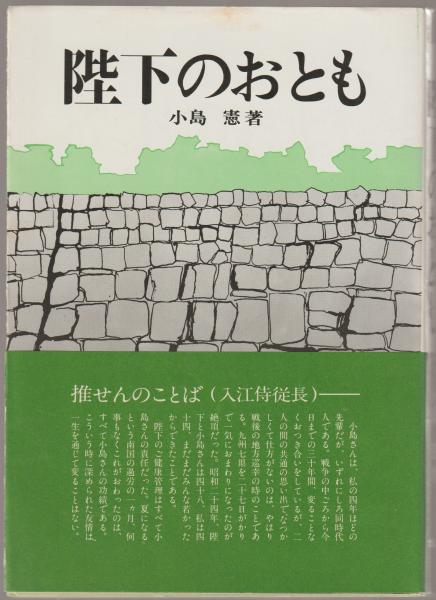 陛下のおとも
小島 憲著
推せんのことば(入江侍従長)──
小島さんは、私の四年ほどの
先輩だが、いずれにしろ同時代
人である。戦争の中ごろから今
日までの三十年間、変ることな
くおつき合いをしているが、二
人の間の共通の思い出でなつか
しくて仕方がないのは、やはり
戦後の地方巡幸の時のことであ
る。九州七県を二十七日がかり
で一気におまわりになったのが
絶頂だった。昭和二十四年、陛
下と小島さんは四十八、私は四
十四、まだまだみんな若かった
からできたことである。
陛下のご健康管理はすべて小
島さんの責任だった。夏になる
という南国の過労の一ヵ月、何
事もなくこれがおわったのは、
すべて小島さんの功績である。
こういう時に深められた友情は、
一生を通じて変ることはない。